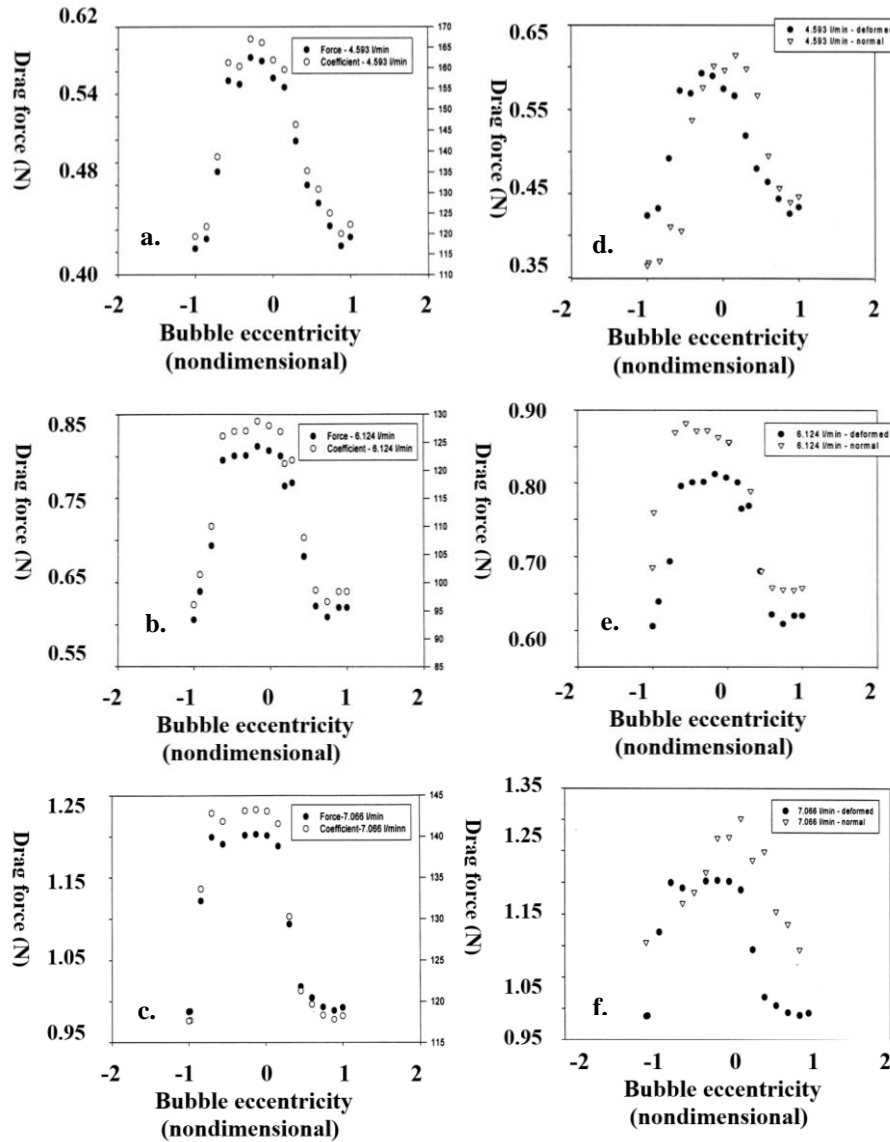 Drag force (N)
0.62
0.54
0.48
0.40
170
165
160
155
150
145
140
135
130
125
120
115
110
Force - 4.593 l/min
Coefficient - 4.593 l/min
a.
-2 -1 0 1 2
Bubble eccentricity
(nondimensional)
Drag force (N)
0.65
0.55
0.45
0.35
4.593 l/min - deformed
4.593 l/min - normal
d.
-2 -1 0 1 2
Bubble eccentricity
(nondimensional)
Drag force (N)
0.85
0.75
0.65
0.55
130
125
120
115
110
105
100
95
90
85
Force - 6.124 l/min
Coefficient - 6.124 l/min
b.
-2 -1 0 1 2
Bubble eccentricity
(nondimensional)
Drag force (N)
0.90
0.80
0.70
0.60
6.124 l/min - deformed
6.124 l/min - normal
e.
-2 -1 0 1 2
Bubble eccentricity
(nondimensional)
Drag force (N)
1.25
1.15
1.05
0.95
145
140
130
120
115
Force-7.066 l/min
Coefficient-7.066 l/minn
c.
-2 -1 0 1 2
Bubble eccentricity
(nondimensional)
Drag force (N)
1.35
1.25
1.15
1.05
0.95
7.066 l/min - deformed
7.066 l/min - normal
f.
-2 -1 0 1 2
Bubble eccentricity
(nondimensional)